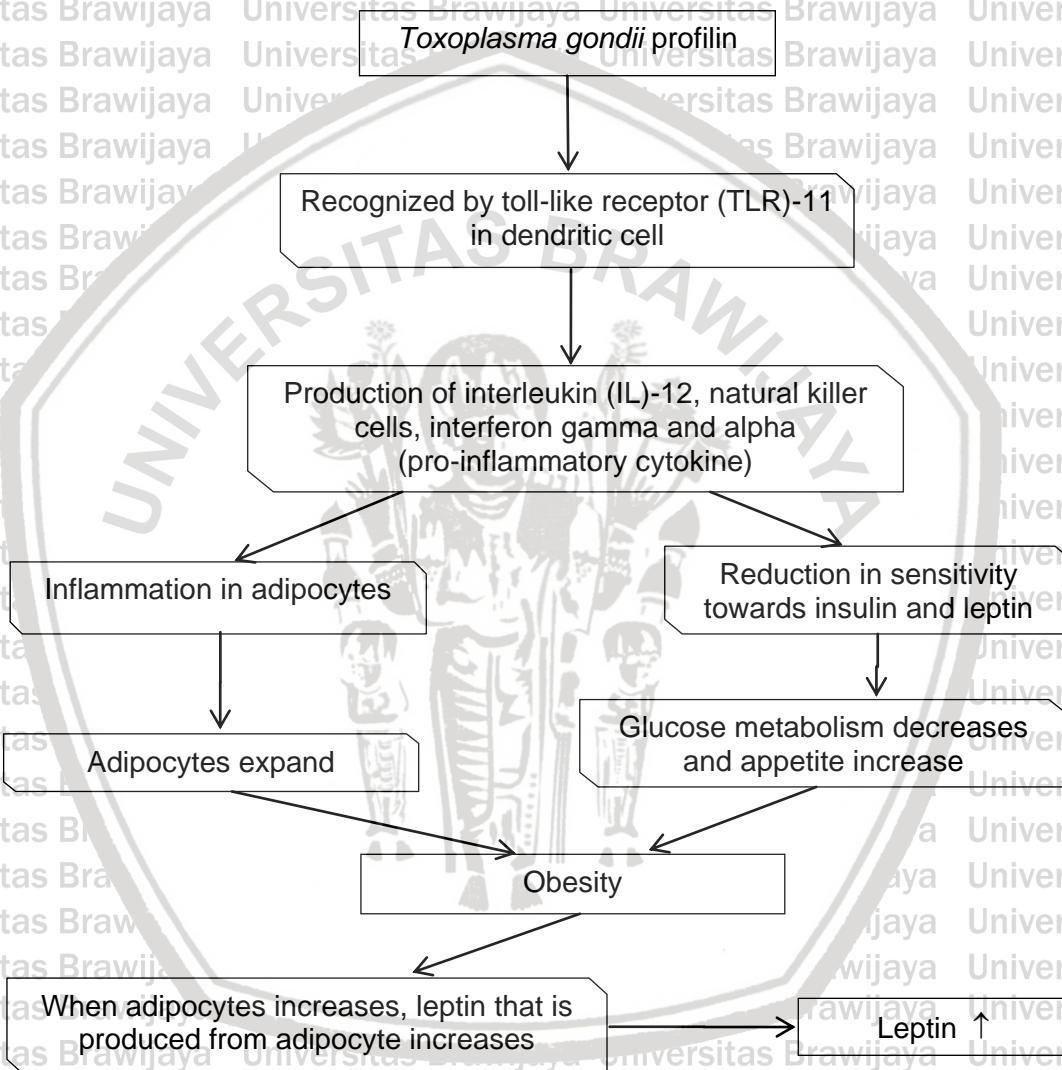 Toxoplasma gondii profilin
Recognized by toll-like receptor (TLR)-11
in dendritic cell
UNIVERSITAS BRAWIJAYA
Production of interleukin (IL)-12, natural killer
cells, interferon gamma and alpha
(pro-inflammatory cytokine)
Inflammation in adipocytes
Reduction in sensitivity
towards insulin and leptin
Adipocytes expand
Glucose metabolism decreases
and appetite increase
Obesity
When adipocytes increases, leptin that is
produced from adipocyte increases
Leptin ↑